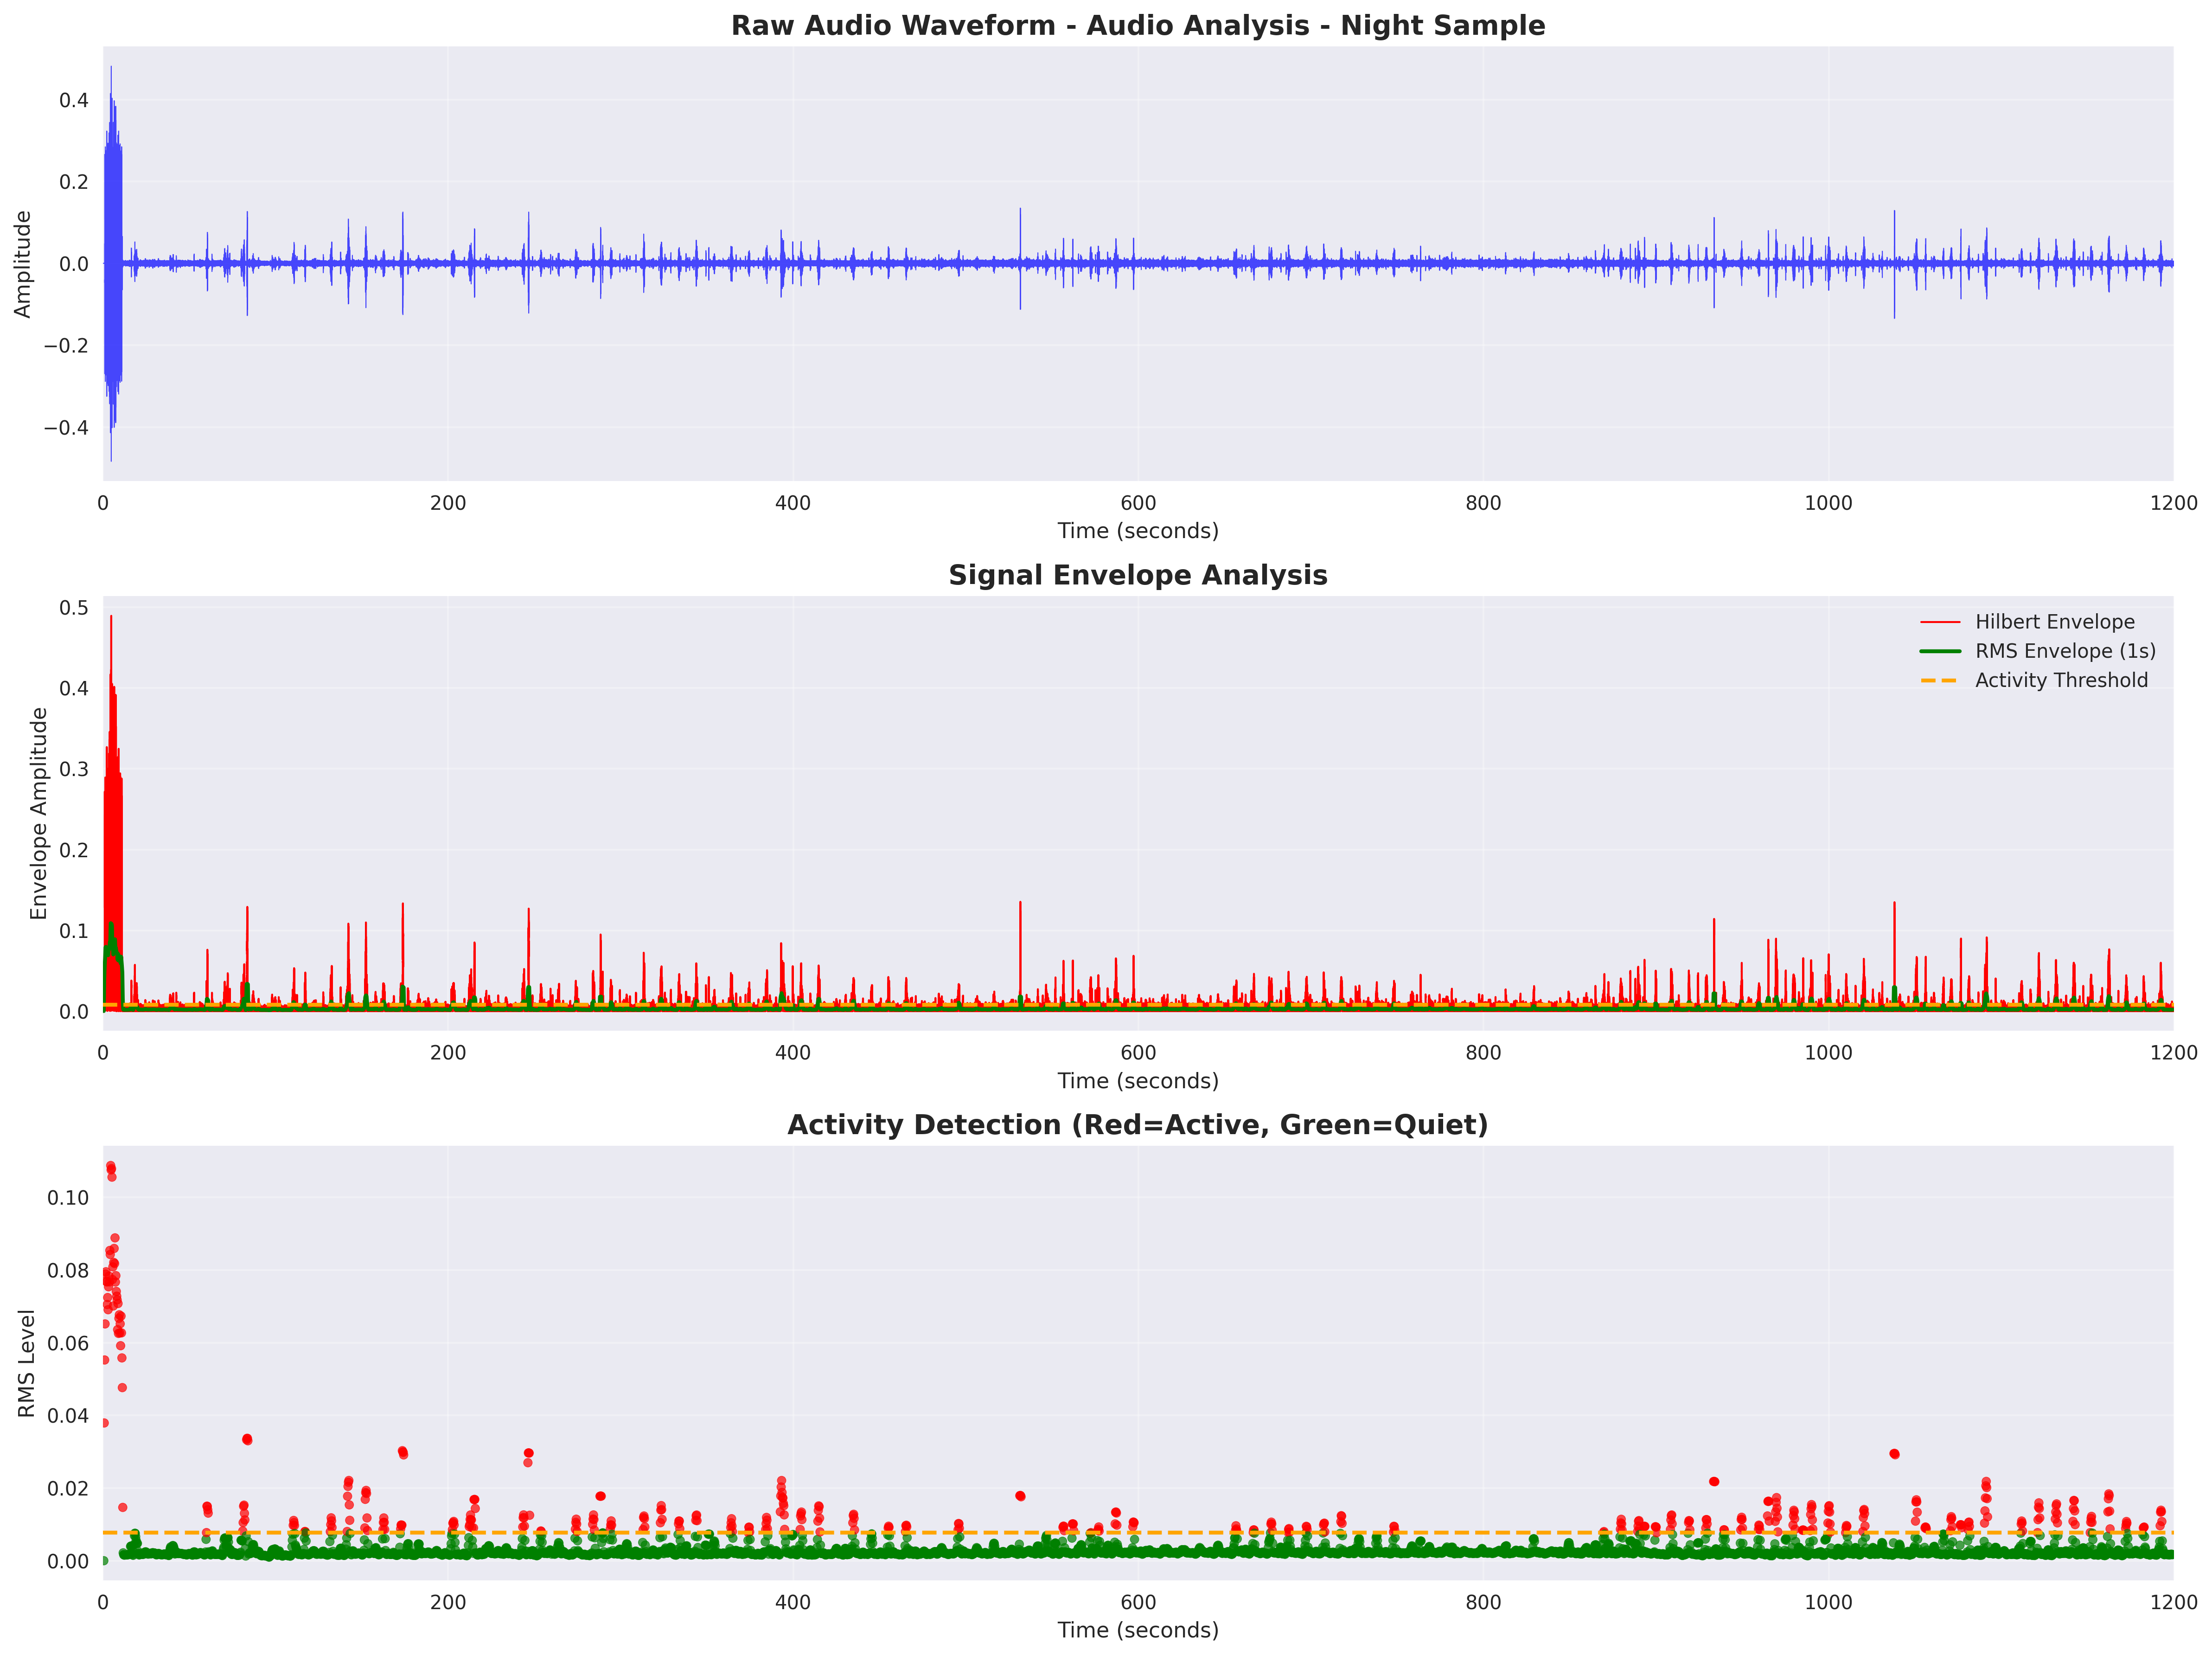 Raw Audio Waveform - Audio Analysis - Night Sample
Amplitude
0.4
0.2
0.0
−0.2
−0.4
0 200 400 600 800 1000 1200
Time (seconds)
Signal Envelope Analysis
Envelope Amplitude
0.5
0.4
0.3
0.2
0.1
0.0
Hilbert Envelope
RMS Envelope (1s)
Activity Threshold
0 200 400 600 800 1000 1200
Time (seconds)
Activity Detection (Red=Active, Green=Quiet)
RMS Level
0.10
0.08
0.06
0.04
0.02
0.00
0 200 400 600 800 1000 1200
Time (seconds)